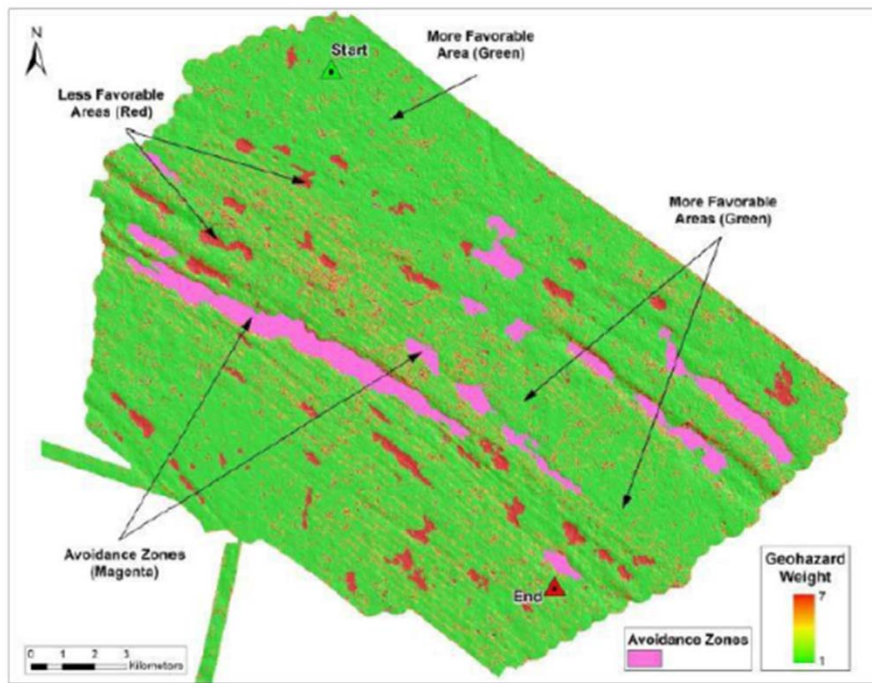 N
Start
More Favorable
Area (Green)
Less Favorable
Areas (Red)
More Favorable
Areas (Green)
Avoidance Zones
(Magenta)
End
0 1 2 3
Kilometers
Avoidance Zones
Geohazard
Weight
7
1